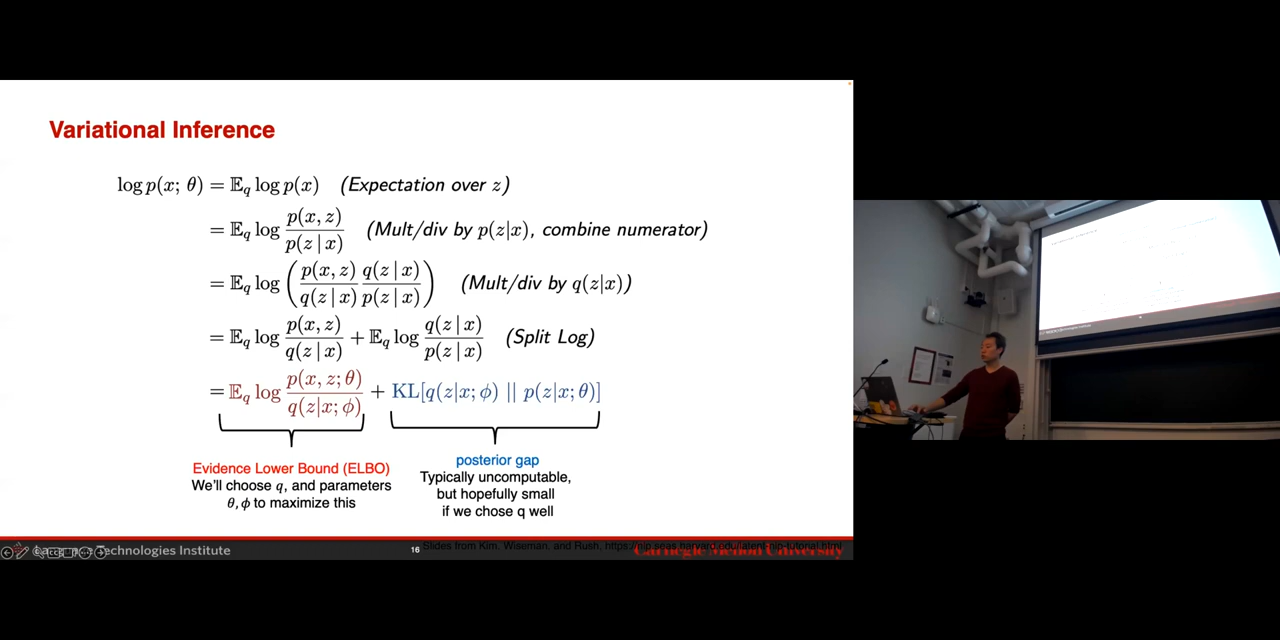 Variational Inference
log p(x; θ) = 𝔼_q log p(x) (Expectation over z)
= 𝔼_q log p(x, z) / p(z | x) (Mult/div by p(z|x), combine numerator)
= 𝔼_q log ( p(x, z) / q(z | x) q(z | x) / p(z | x) ) (Mult/div by q(z|x))
= 𝔼_q log p(x, z) / q(z | x) + 𝔼_q log q(z | x) / p(z | x) (Split Log)
= 𝔼_q log p(x, z; θ) / q(z|x; ϕ) + KL[q(z|x; ϕ) || p(z|x; θ)]
Evidence Lower Bound (ELBO)
We'll choose q, and parameters
θ, ϕ to maximize this
posterior gap
Typically uncomputable,
but hopefully small
if we chose q well
Technologies Institute
16
Slides from Kim, Wiseman, and Rush, https://nlp.seas.harvard.edu/latent-nlp-tutorial.html
Carnegie Mellon University